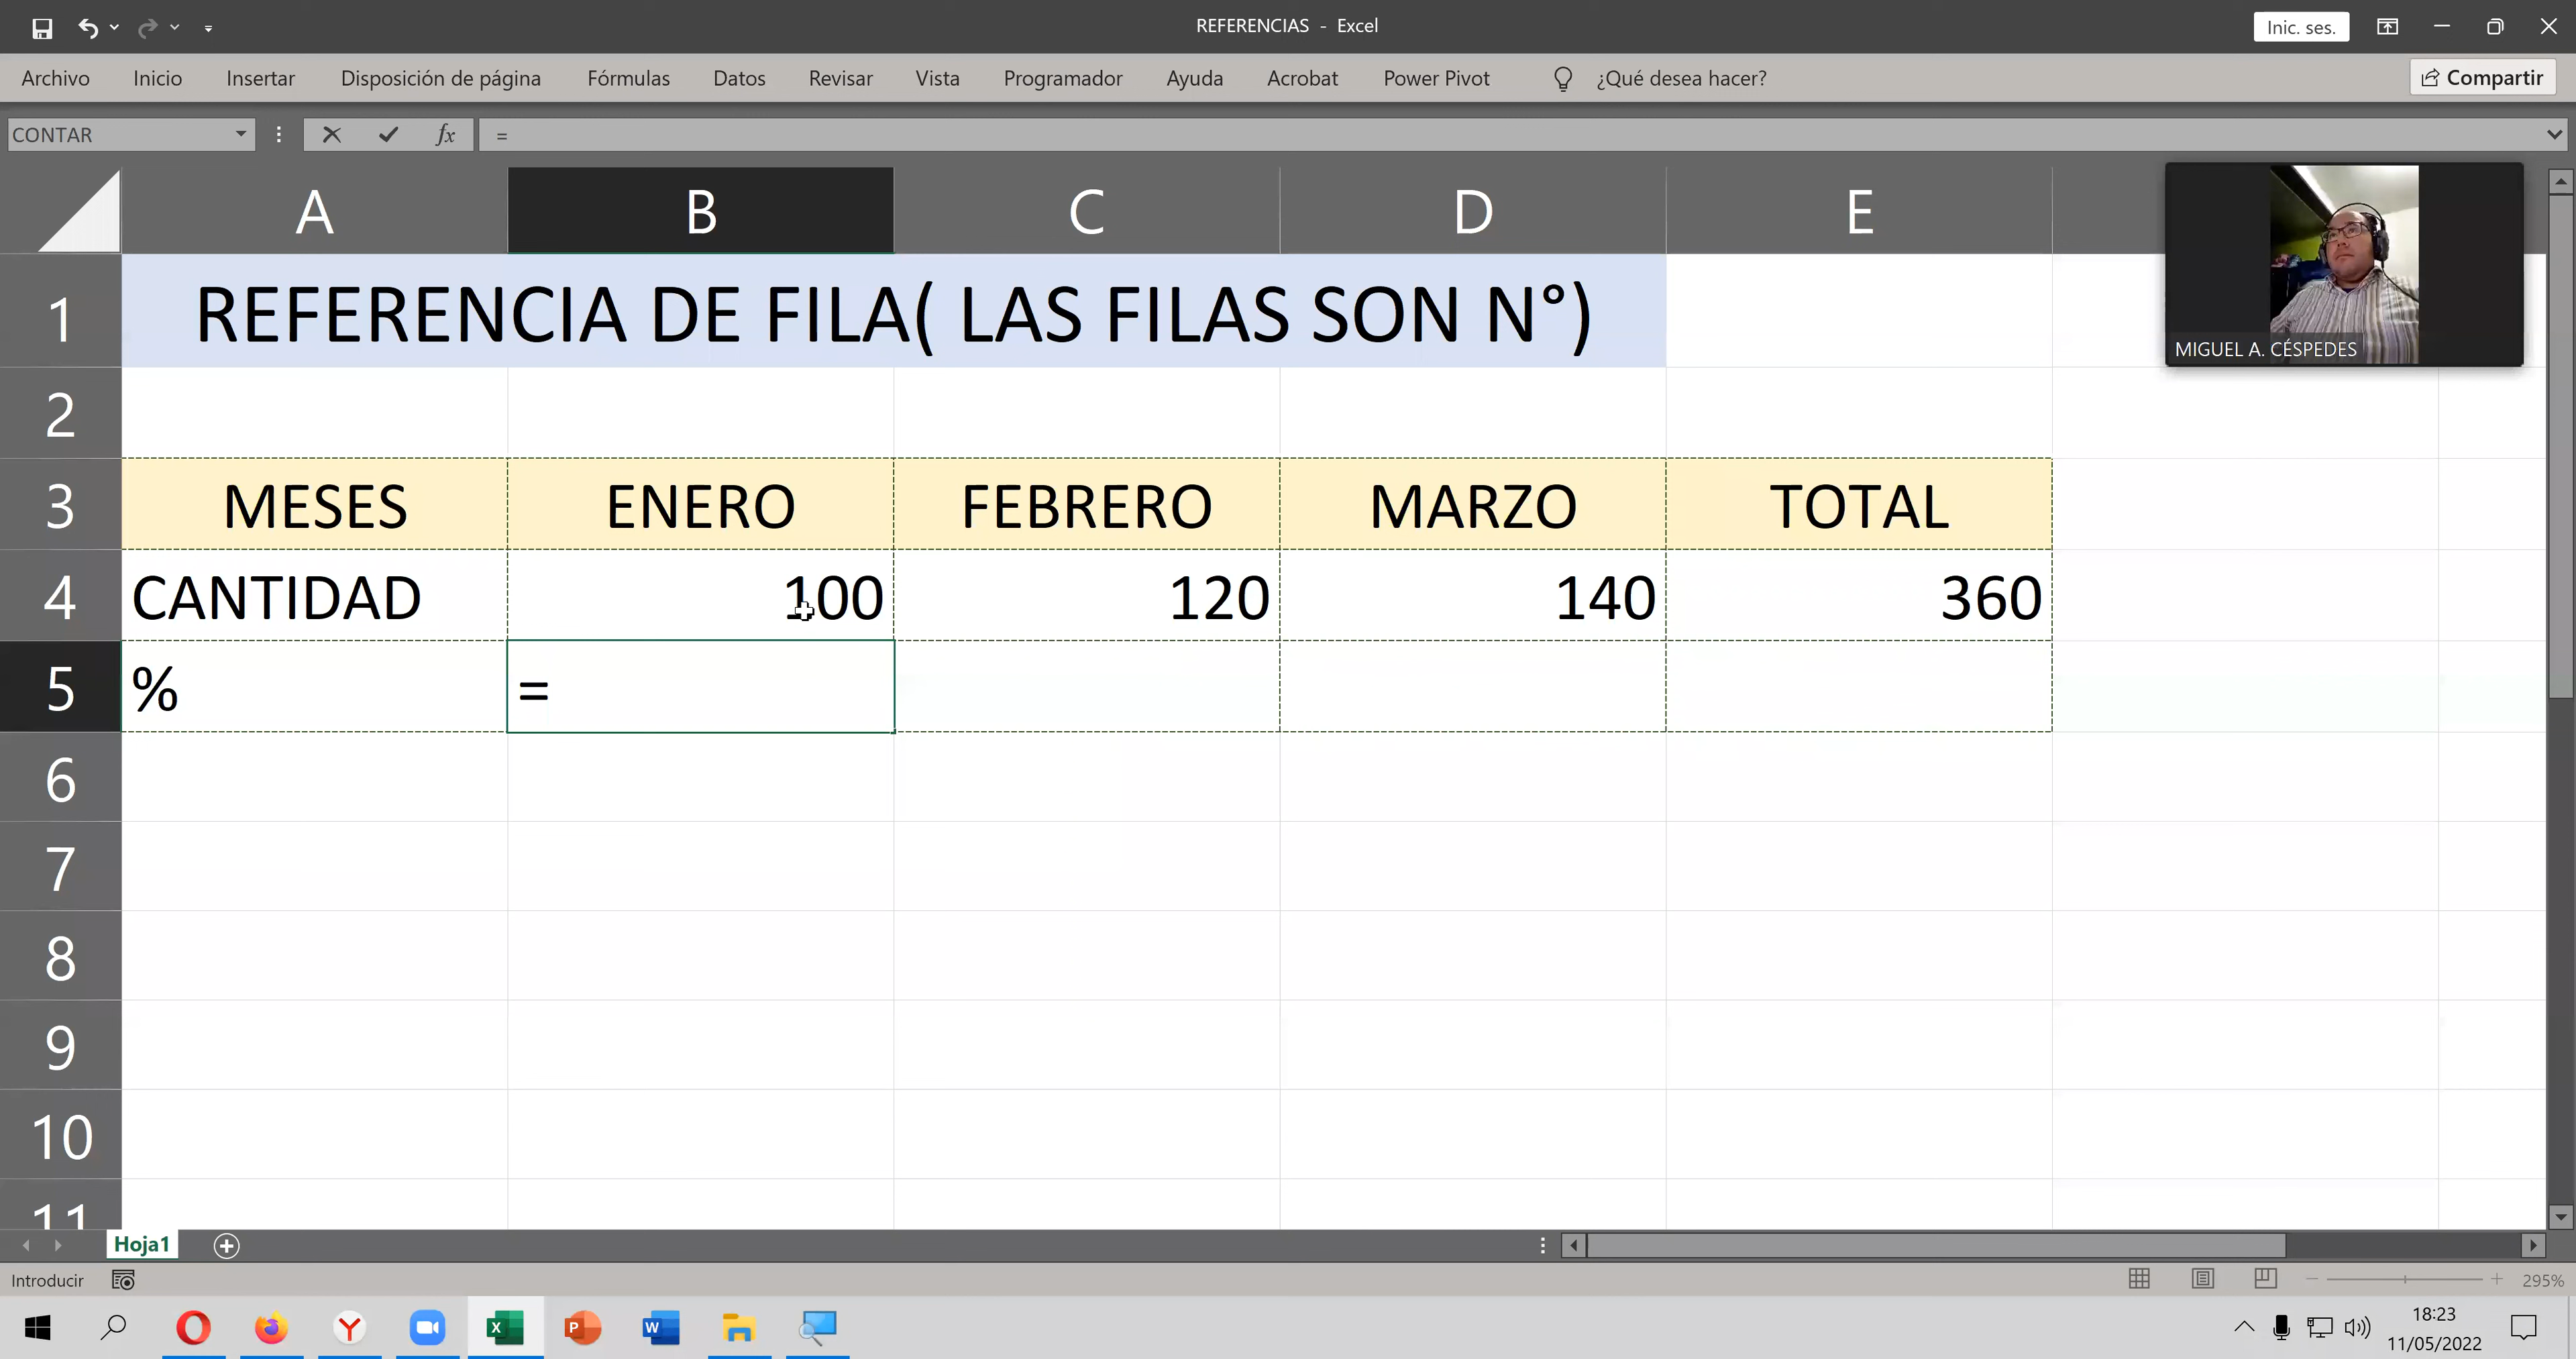 REFERENCIAS - Excel
Inic. ses.
Archivo Inicio Insertar Disposición de página Fórmulas Datos Revisar Vista Programador Ayuda Acrobat Power Pivot ¿Qué desea hacer? Compartir
CONTAR fx =
A B C D E
1 REFERENCIA DE FILA( LAS FILAS SON N°)
MIGUEL A. CÉSPEDES
2
3 MESES ENERO FEBRERO MARZO TOTAL
4 CANTIDAD 100 120 140 360
5 % =
6
7
8
9
10
11
Hoja1
Introducir 295%
18:23
11/05/2022